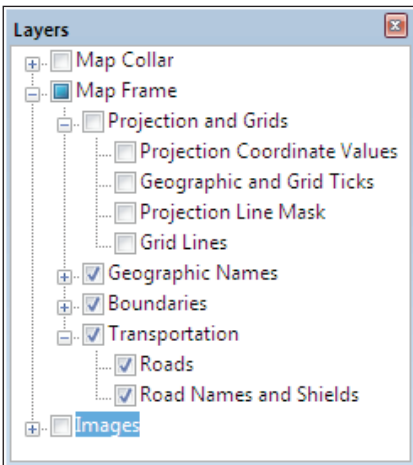 Layers
Map Collar
Map Frame
Projection and Grids
Projection Coordinate Values
Geographic and Grid Ticks
Projection Line Mask
Grid Lines
Geographic Names
Boundaries
Transportation
Roads
Road Names and Shields
Images